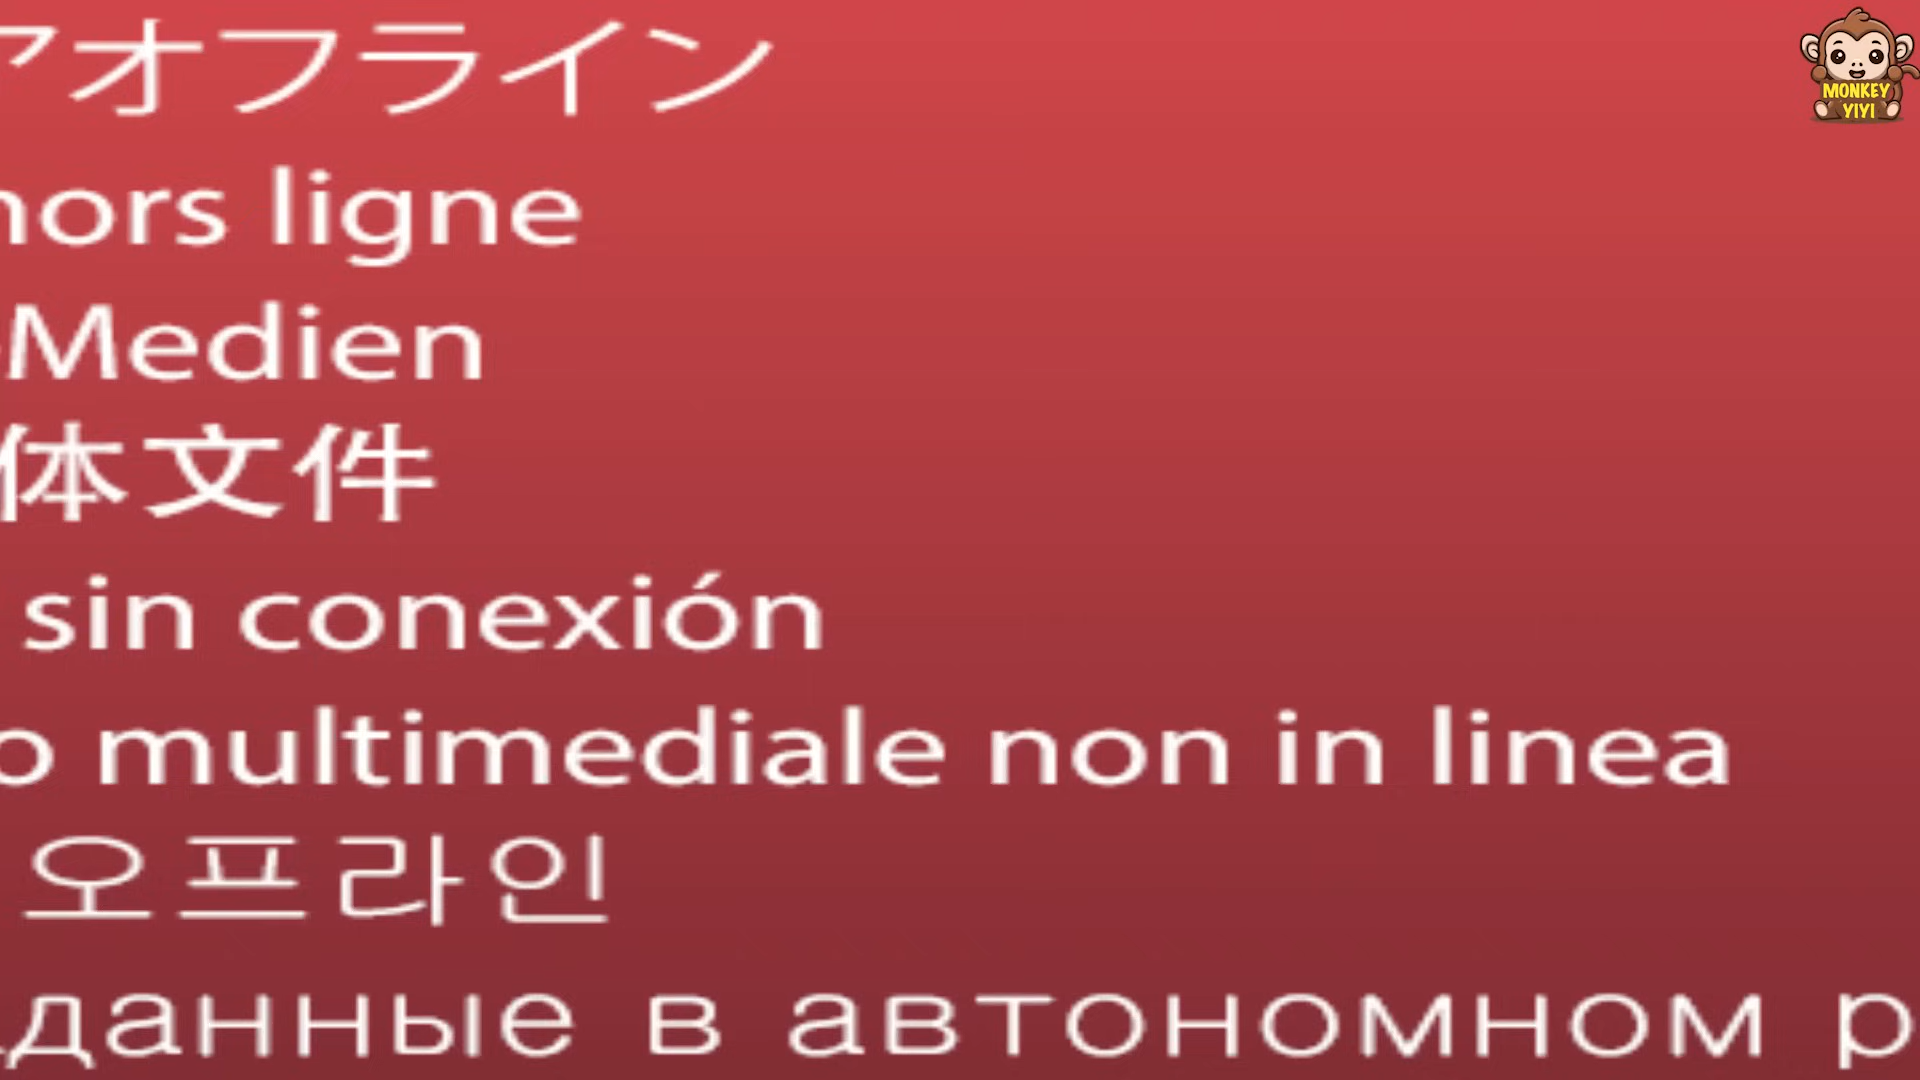 アオフライン
hors ligne
-Medien
体文件
sin conexión
o multimediale non in linea
오프라인
данные в автономном р
MONKEY
YIYI